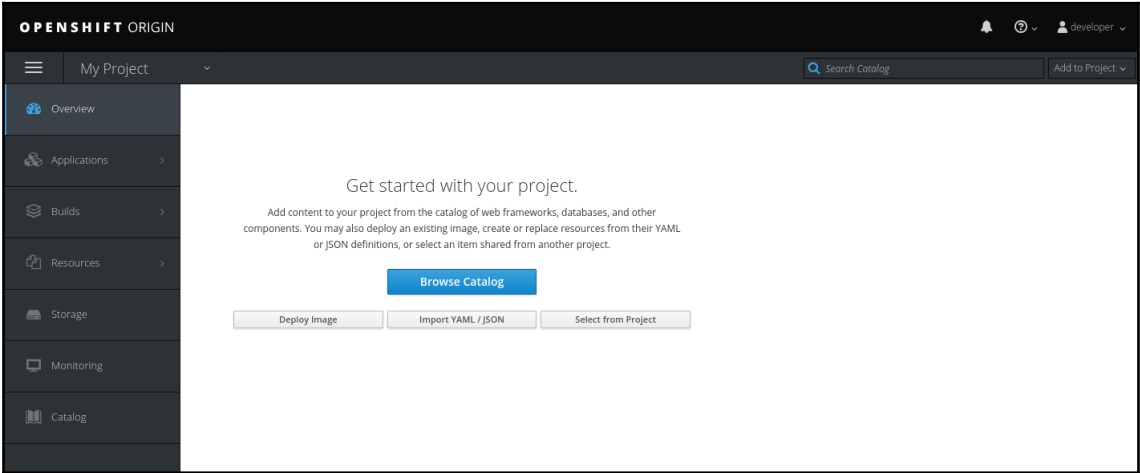 OPENSHIFT ORIGIN
developer
My Project
Search Catalog
Add to Project
Overview
Applications
Builds
Resources
Storage
Monitoring
Catalog
Get started with your project.
Add content to your project from the catalog of web frameworks, databases, and other
components. You may also deploy an existing image, create or replace resources from their YAML
or JSON definitions, or select an item shared from another project.
Browse Catalog
Deploy Image
Import YAML / JSON
Select from Project